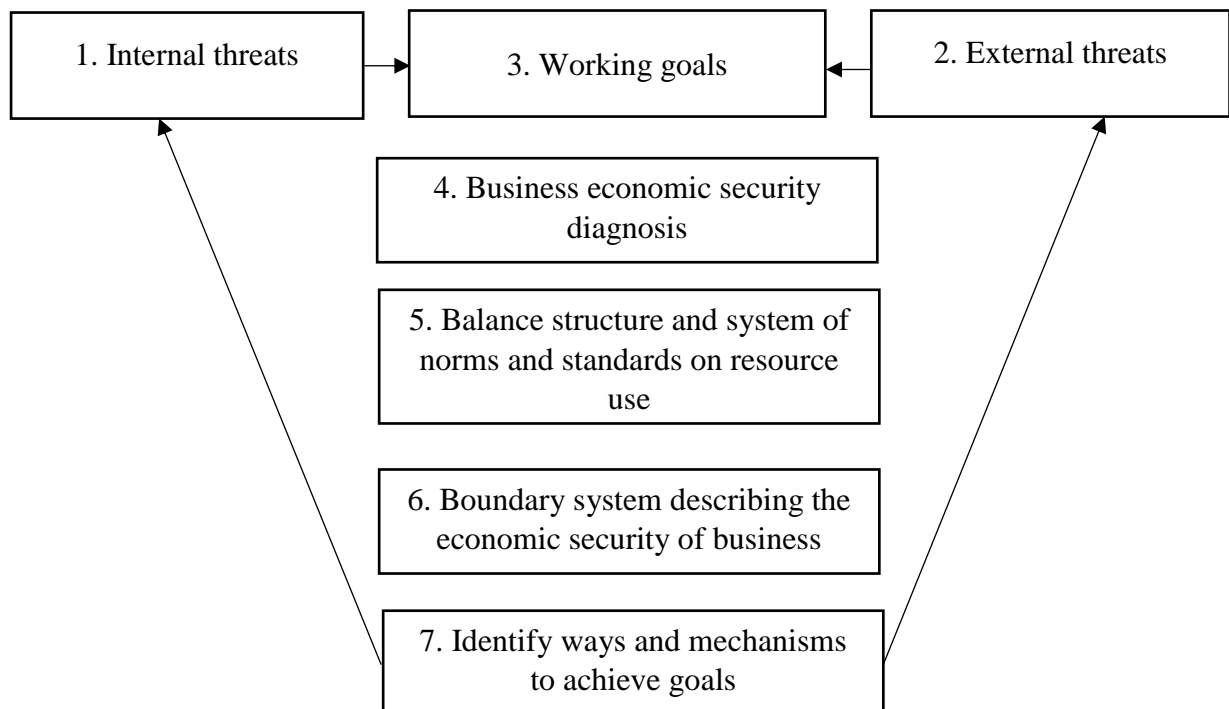 1. Internal threats
3. Working goals
2. External threats
4. Business economic security
diagnosis
5. Balance structure and system of
norms and standards on resource
use
6. Boundary system describing the
economic security of business
7. Identify ways and mechanisms
to achieve goals